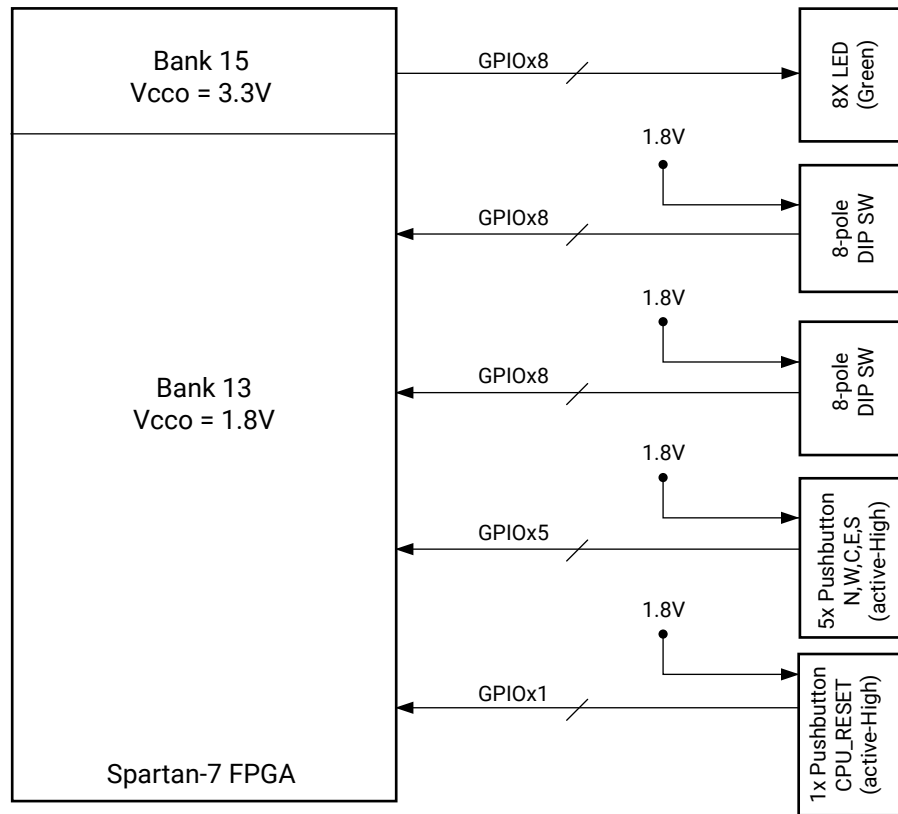 Bank 15
Vcco = 3.3V
GPIOx8
8X LED
(Green)
1.8V
GPIOx8
8-pole
DIP SW
1.8V
Bank 13
Vcco = 1.8V
GPIOx8
8-pole
DIP SW
1.8V
GPIOx5
5x Pushbutton
N,W,C,E,S
(active-High)
1.8V
GPIOx1
1x Pushbutton
CPU_RESET
(active-High)
Spartan-7 FPGA